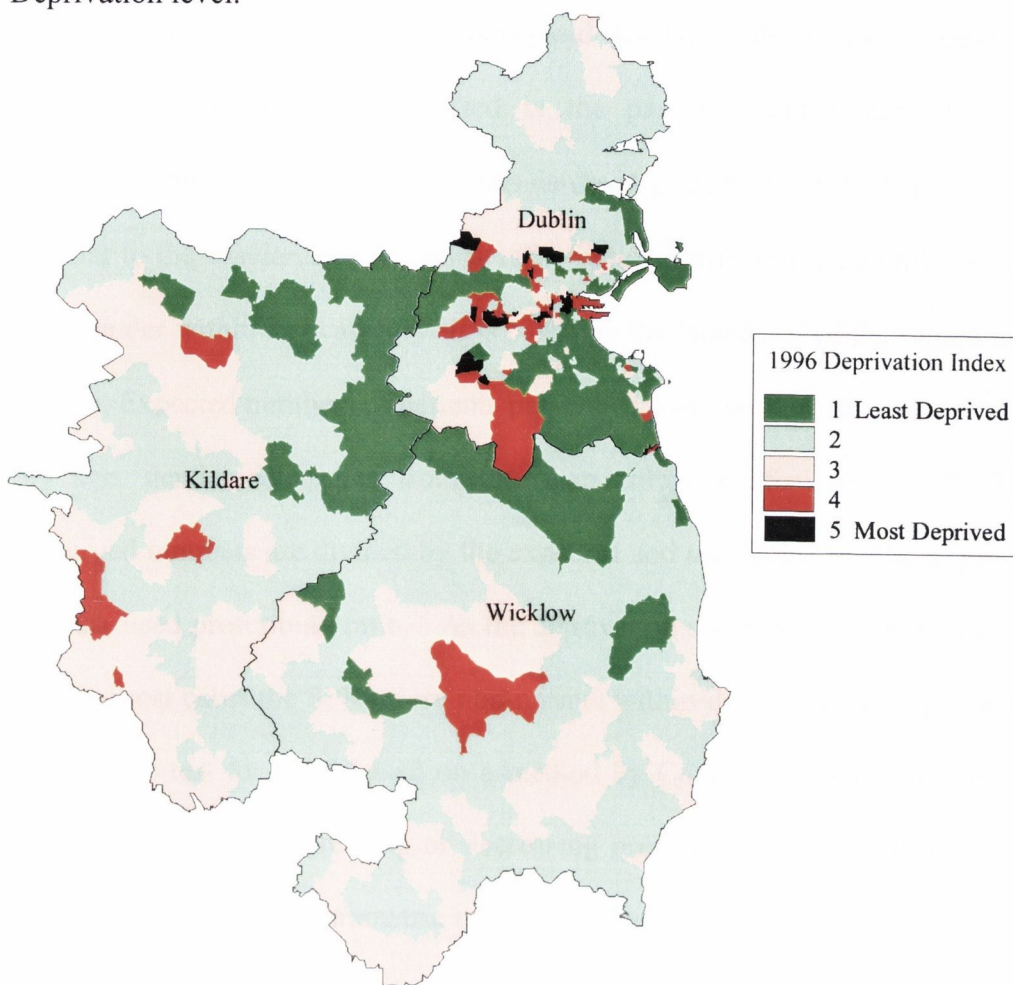 Deprivation level.
Dublin
Kildare
Wicklow
1996 Deprivation Index
1 Least Deprived
2
3
4
5 Most Deprived